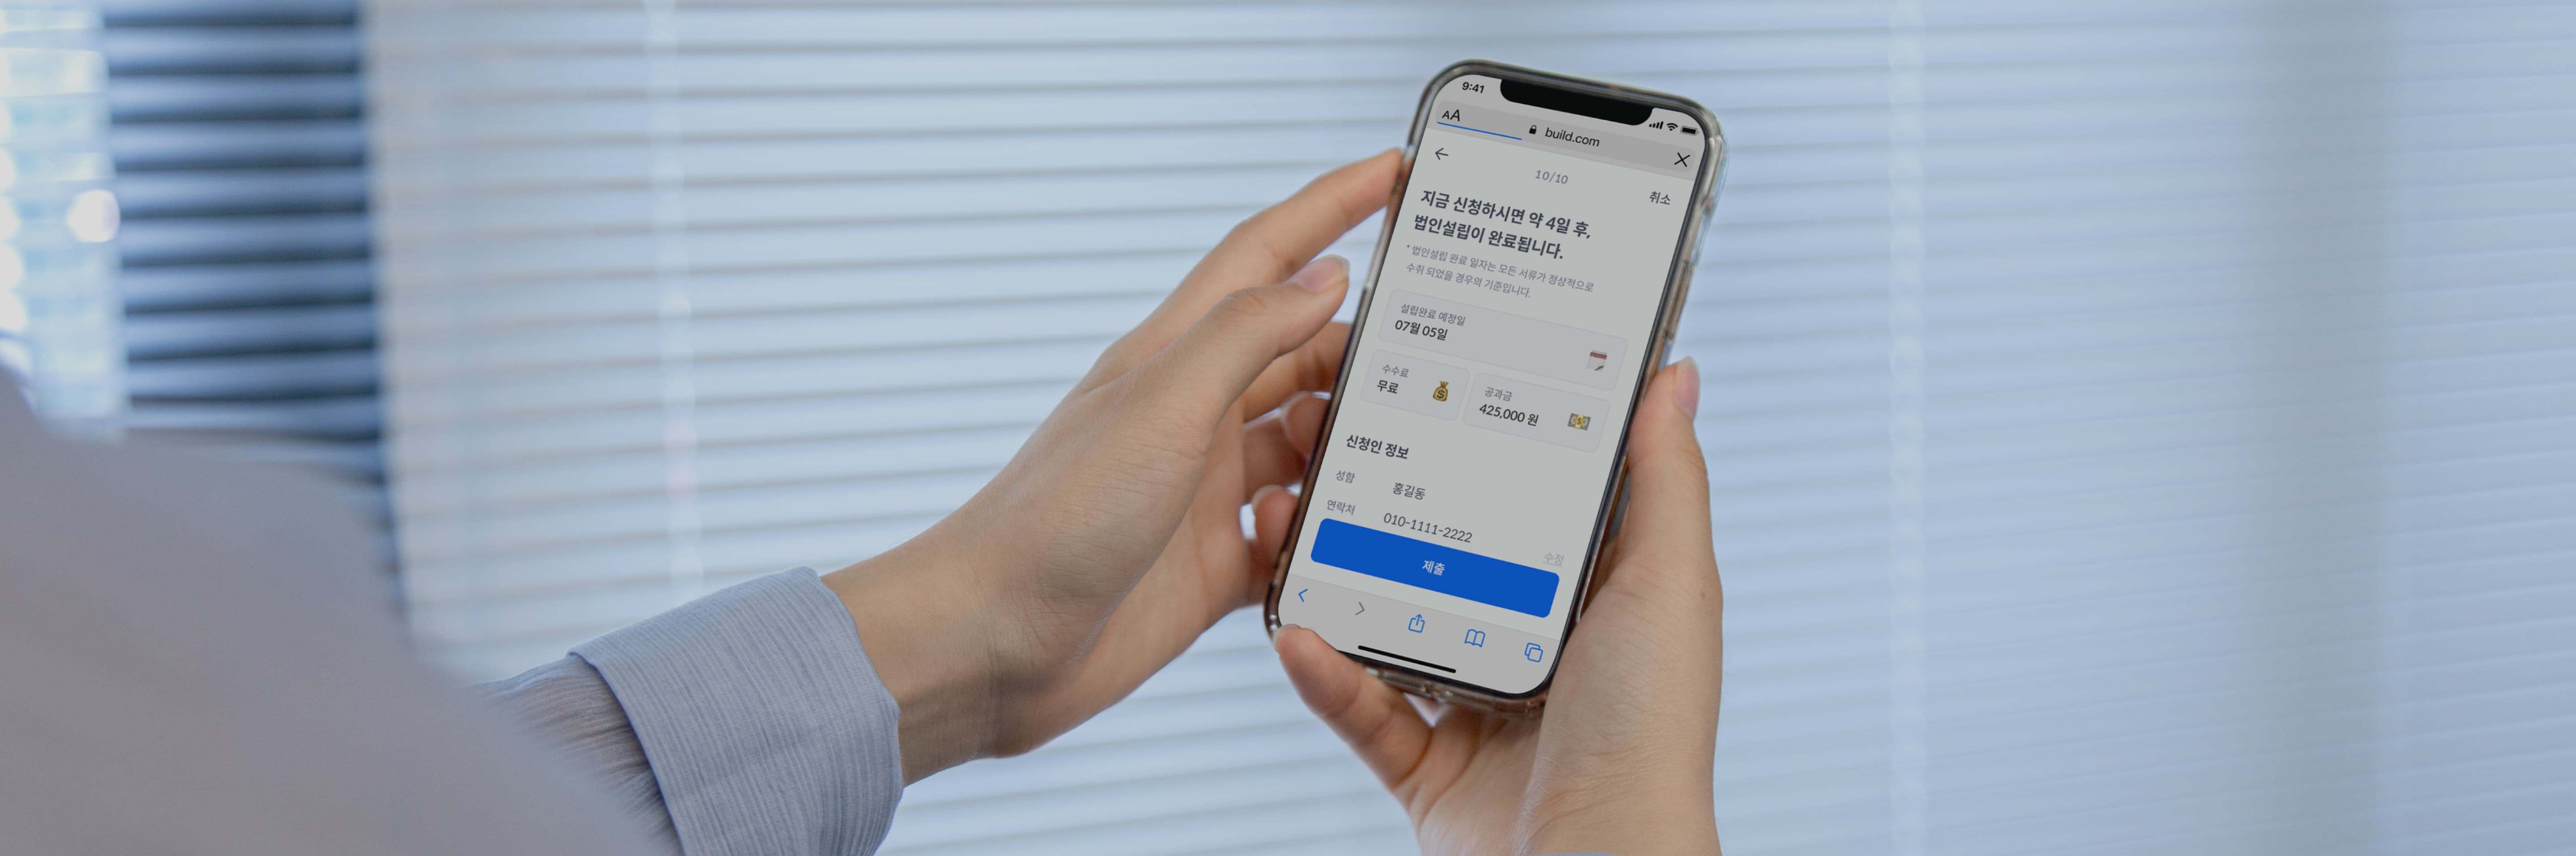 9:41
AA
build.com
10/10
취소
지금 신청하시면 약 4일 후,
법인설립이 완료됩니다.
* 법인설립 완료 일자는 모든 서류가 정상적으로
수취 되었을 경우의 기준입니다.
설립완료 예정일
07월 05일
수수료
무료
공과금
425,000 원
신청인 정보
성함 홍길동
연락처 010-1111-2222
수정
제출